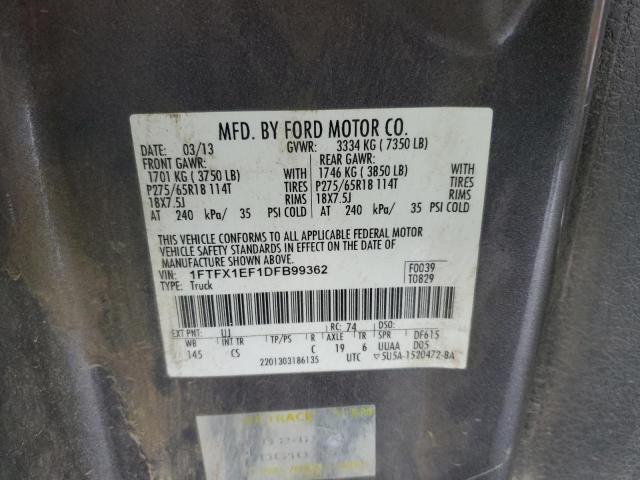 MFD. BY FORD MOTOR CO.
DATE: 03/13 GVWR: 3334 KG ( 7350 LB)
FRONT GAWR: REAR GAWR:
1701 KG ( 3750 LB) WITH 1746 KG ( 3850 LB) WITH
P275/65R18 114T TIRES P275/65R18 114T TIRES
18X7.5J RIMS 18X7.5J RIMS
AT 240 kPa/ 35 PSI COLD AT 240 kPa/ 35 PSI COLD
THIS VEHICLE CONFORMS TO ALL APPLICABLE FEDERAL MOTOR
VEHICLE SAFETY STANDARDS IN EFFECT ON THE DATE OF
MANUFACTURE SHOWN ABOVE.
VIN: 1FTFX1EF1DFB99362 F0039
TYPE: Truck T0829
EXT PNT: UJ RC: 74 DSO:
WB INT TR TP/PS R AXLE TR SPR DF615
145 CS C 19 6 UUAA D05
2201303186135 UTC 5U5A-1520472-BA
TRACK